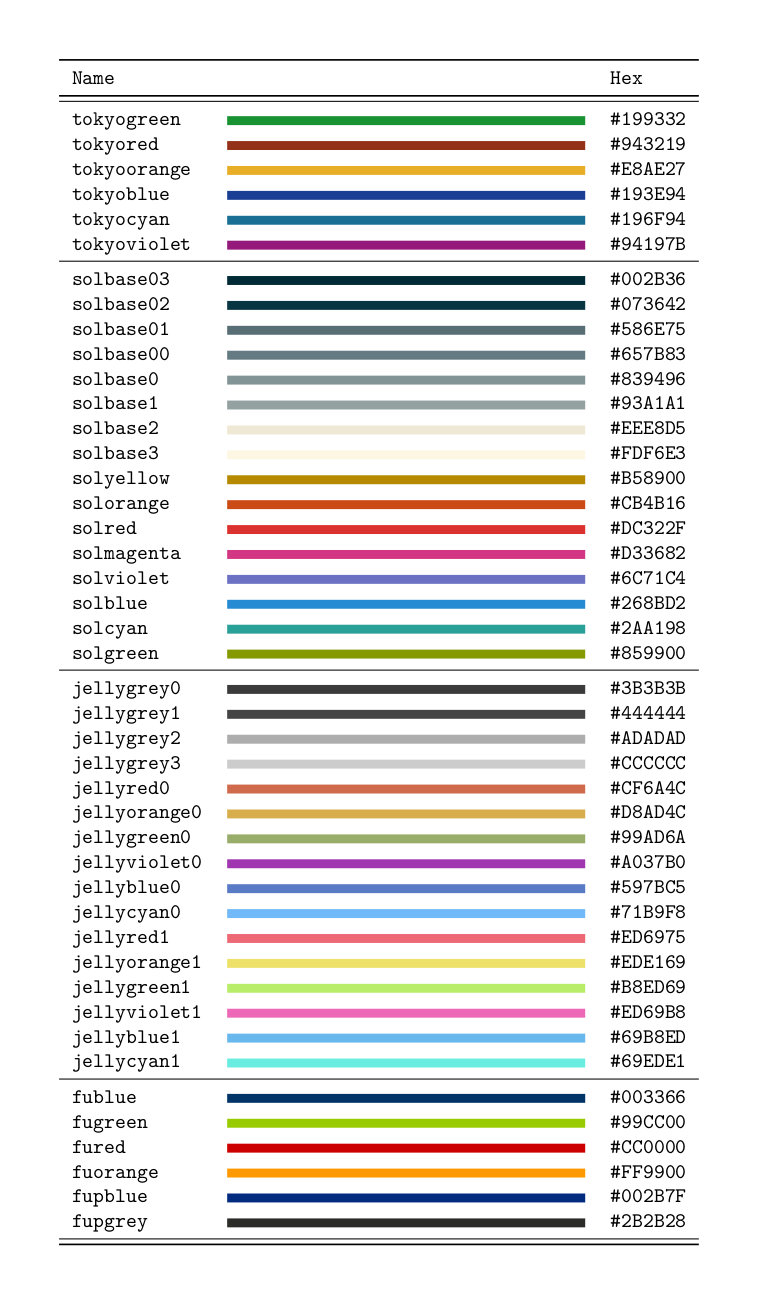 Name Hex
tokyogreen #199332
tokyored #943219
tokyoorange #E8AE27
tokyoblue #193E94
tokyocyan #196F94
tokyoviolet #94197B
solbase03 #002B36
solbase02 #073642
solbase01 #586E75
solbase00 #657B83
solbase0 #839496
solbase1 #93A1A1
solbase2 #EEE8D5
solbase3 #FDF6E3
solyellow #B58900
solorange #CB4B16
solred #DC322F
solmagenta #D33682
solviolet #6C71C4
solblue #268BD2
solcyan #2AA198
solgreen #859900
jellygrey0 #3B3B3B
jellygrey1 #444444
jellygrey2 #ADADAD
jellygrey3 #CCCCCC
jellyred0 #CF6A4C
jellyorange0 #D8AD4C
jellygreen0 #99AD6A
jellyviolet0 #A037B0
jellyblue0 #597BC5
jellycyan0 #71B9F8
jellyred1 #ED6975
jellyorange1 #EDE169
jellygreen1 #B8ED69
jellyviolet1 #ED69B8
jellyblue1 #69B8ED
jellycyan1 #69EDE1
fublue #003366
fugreen #99CC00
fured #CC0000
fuorange #FF9900
fupblue #002B7F
fupgrey #2B2B28